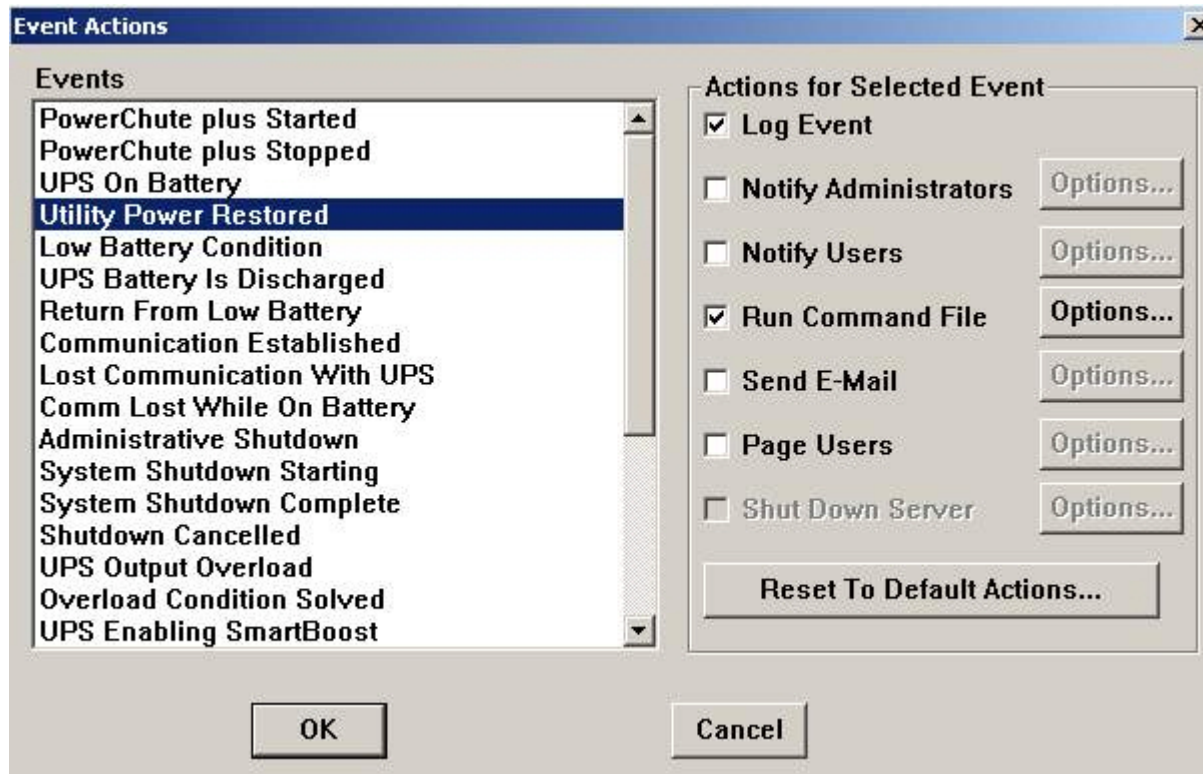 Event Actions
Events
PowerChute plus Started
PowerChute plus Stopped
UPS On Battery
Utility Power Restored
Low Battery Condition
UPS Battery Is Discharged
Return From Low Battery
Communication Established
Lost Communication With UPS
Comm Lost While On Battery
Administrative Shutdown
System Shutdown Starting
System Shutdown Complete
Shutdown Cancelled
UPS Output Overload
Overload Condition Solved
UPS Enabling SmartBoost
Actions for Selected Event
Log Event
Notify Administrators Options...
Notify Users Options...
Run Command File Options...
Send E-Mail Options...
Page Users Options...
Shut Down Server Options...
Reset To Default Actions...
OK Cancel